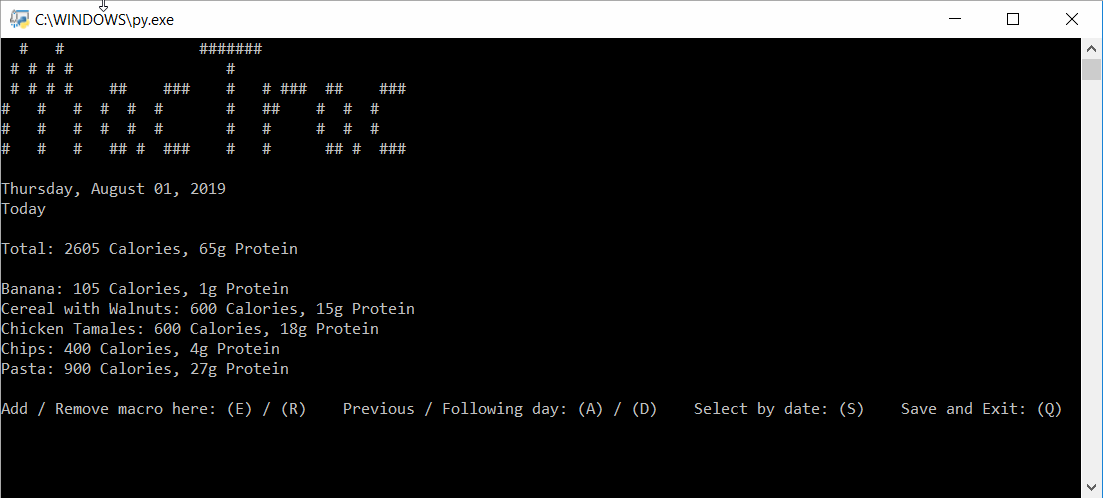 C:\WINDOWS\py.exe
MacTrac
Thursday, August 01, 2019
Today
Total: 2605 Calories, 65g Protein
Banana: 105 Calories, 1g Protein
Cereal with Walnuts: 600 Calories, 15g Protein
Chicken Tamales: 600 Calories, 18g Protein
Chips: 400 Calories, 4g Protein
Pasta: 900 Calories, 27g Protein
Add / Remove macro here: (E) / (R)    Previous / Following day: (A) / (D)    Select by date: (S)    Save and Exit: (Q)